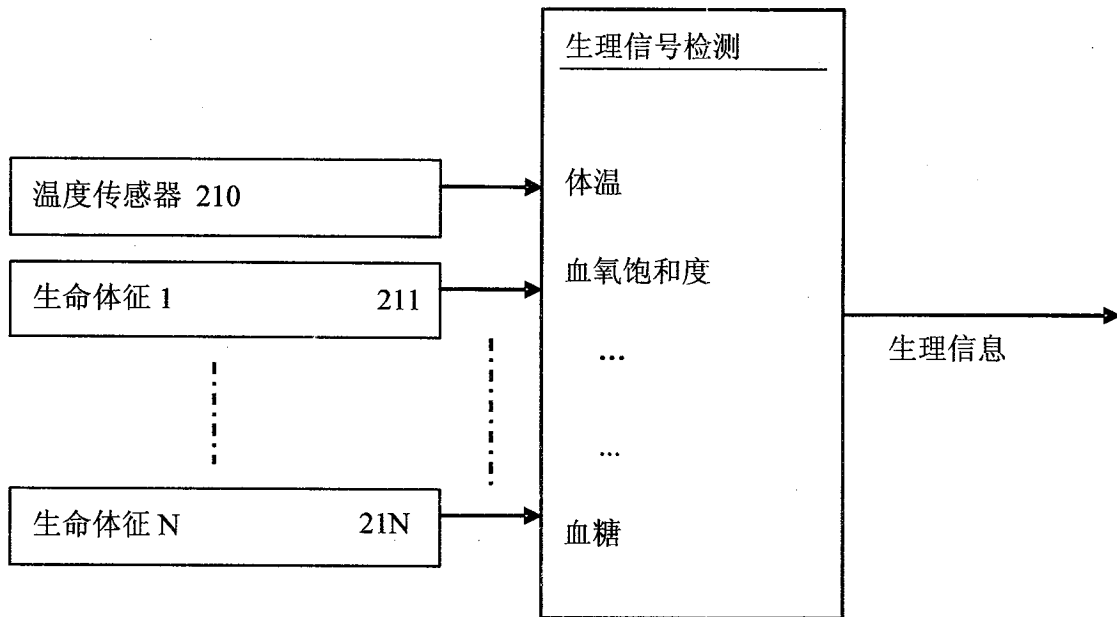 生理信号检测
温度传感器 210
体温
生命体征 1 211
血氧饱和度
...
生理信息
...
生命体征 N 21N
血糖